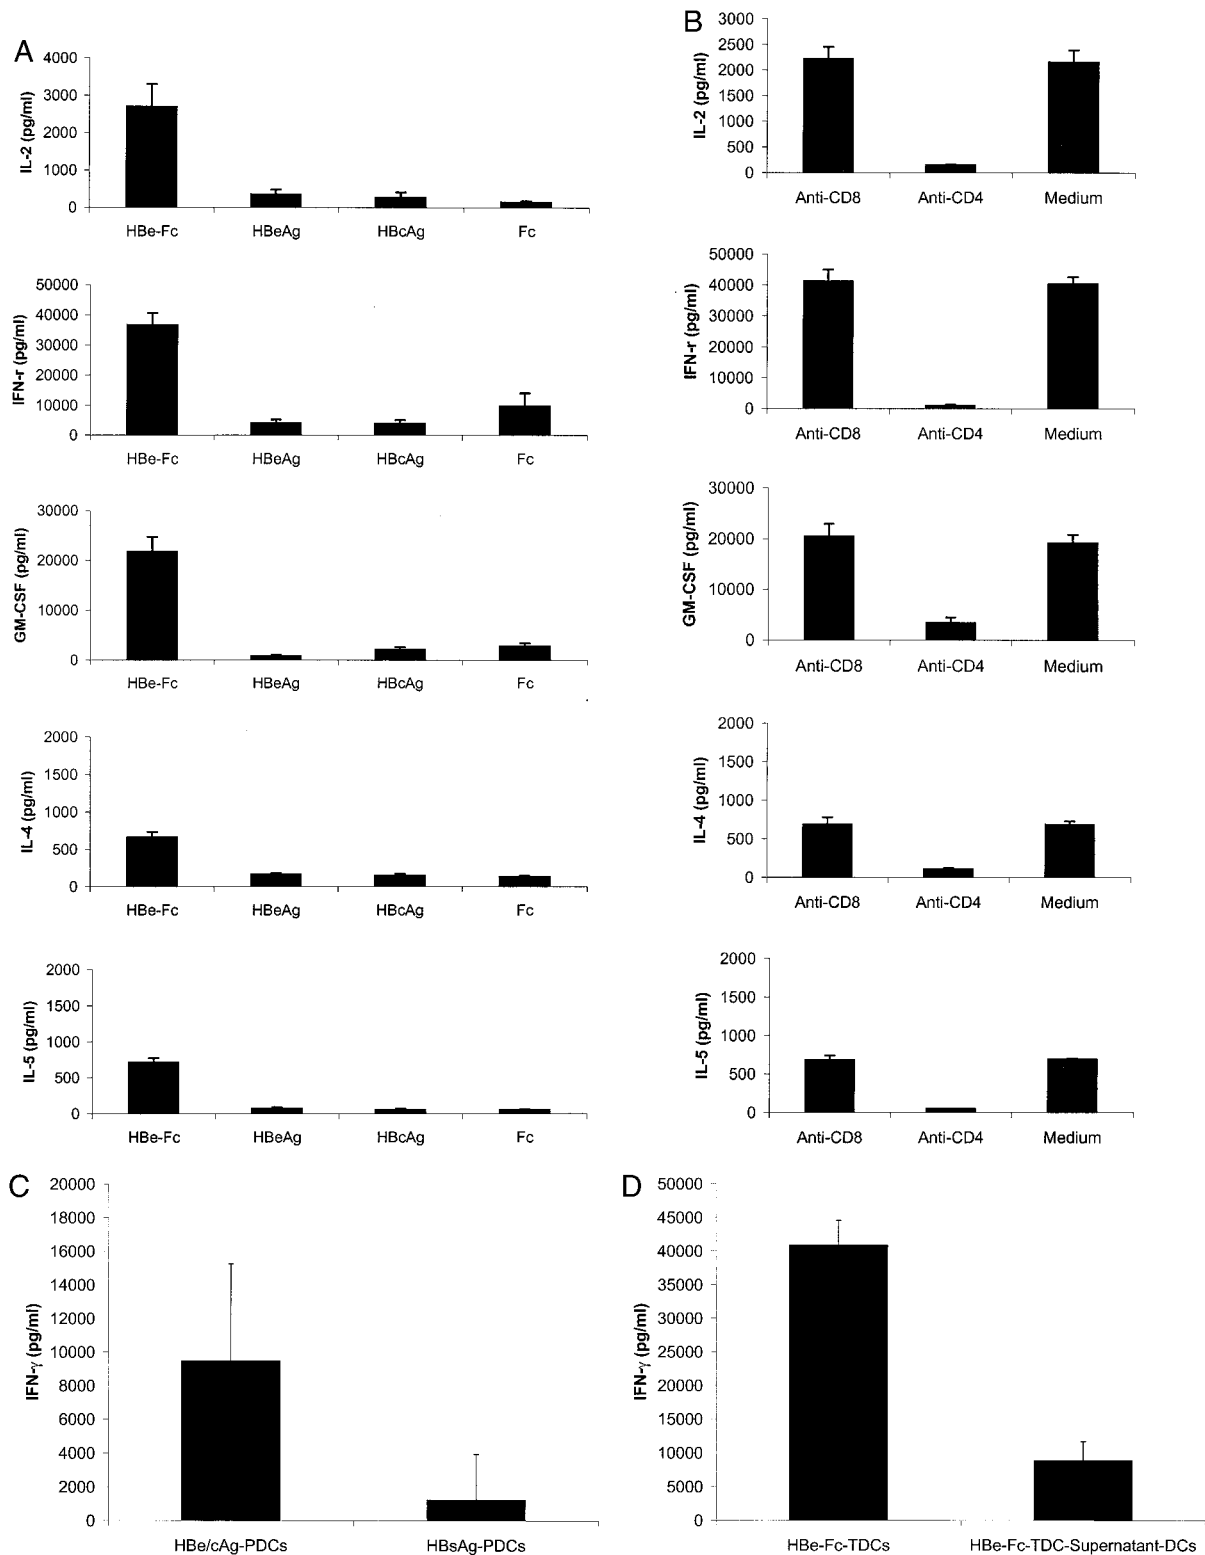 A
IL-2 (pg/ml)
4000
3000
2000
1000
0
HBe-Fc HBeAg HBcAg Fc
IFN-r (pg/ml)
50000
40000
30000
20000
10000
0
HBe-Fc HBeAg HBcAg Fc
GM-CSF (pg/ml)
30000
20000
10000
0
HBe-Fc HBeAg HBcAg Fc
IL-4 (pg/ml)
2000
1500
1000
500
0
HBe-Fc HBeAg HBcAg Fc
IL-5 (pg/ml)
2000
1500
1000
500
0
HBe-Fc HBeAg HBcAg Fc
B
IL-2 (pg/ml)
3000
2500
2000
1500
1000
500
0
Anti-CD8 Anti-CD4 Medium
IFN-r (pg/ml)
50000
40000
30000
20000
10000
0
Anti-CD8 Anti-CD4 Medium
GM-CSF (pg/ml)
30000
20000
10000
0
Anti-CD8 Anti-CD4 Medium
IL-4 (pg/ml)
2000
1500
1000
500
0
Anti-CD8 Anti-CD4 Medium
IL-5 (pg/ml)
2000
1500
1000
500
0
Anti-CD8 Anti-CD4 Medium
C
IFN-γ (pg/ml)
20000
18000
16000
14000
12000
10000
8000
6000
4000
2000
0
HBe/cAg-PDCs HBsAg-PDCs
D
IFN-γ (pg/ml)
50000
45000
40000
35000
30000
25000
20000
15000
10000
5000
0
HBe-Fc-TDCs HBe-Fc-TDC-Supernatant-DCs